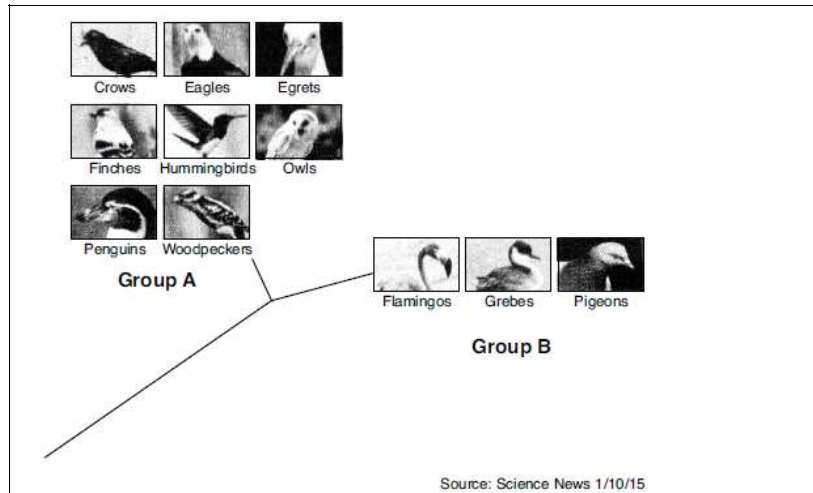 Crows Eagles Egrets
Finches Hummingbirds Owls
Penguins Woodpeckers
Group A
Flamingos Grebes Pigeons
Group B
Source: Science News 1/10/15